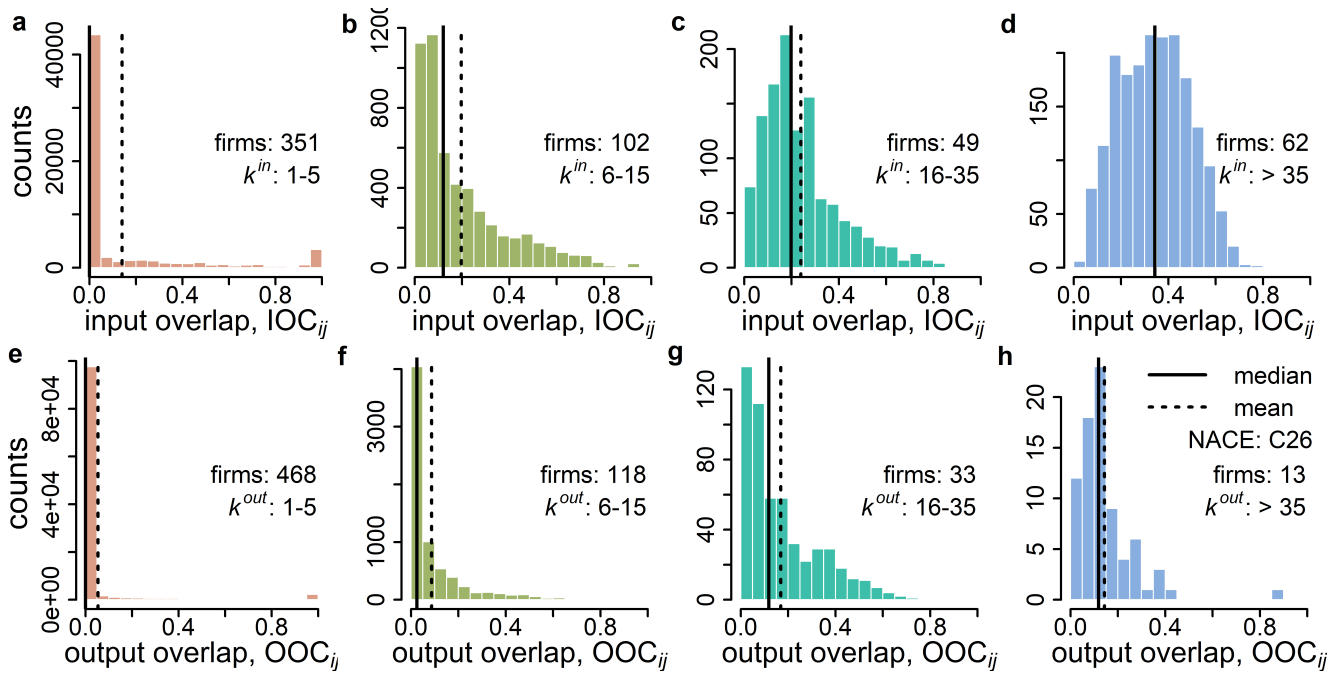 a
counts
0
20000
40000
firms: 351
k^in: 1-5
0.0 0.4 0.8
input overlap, IOC_ij
b
0
400
800
1200
firms: 102
k^in: 6-15
0.0 0.4 0.8
input overlap, IOC_ij
c
0
50
100
150
200
firms: 49
k^in: 16-35
0.0 0.4 0.8
input overlap, IOC_ij
d
0
50
150
firms: 62
k^in: > 35
0.0 0.4 0.8
input overlap, IOC_ij
e
counts
0e+00
4e+04
8e+04
firms: 468
k^out: 1-5
0.0 0.4 0.8
output overlap, OOC_ij
f
0
1000
3000
firms: 118
k^out: 6-15
0.0 0.4 0.8
output overlap, OOC_ij
g
0
40
80
120
firms: 33
k^out: 16-35
0.0 0.4 0.8
output overlap, OOC_ij
h
0
5
10
15
20
median
mean
NACE: C26
firms: 13
k^out: > 35
0.0 0.4 0.8
output overlap, OOC_ij